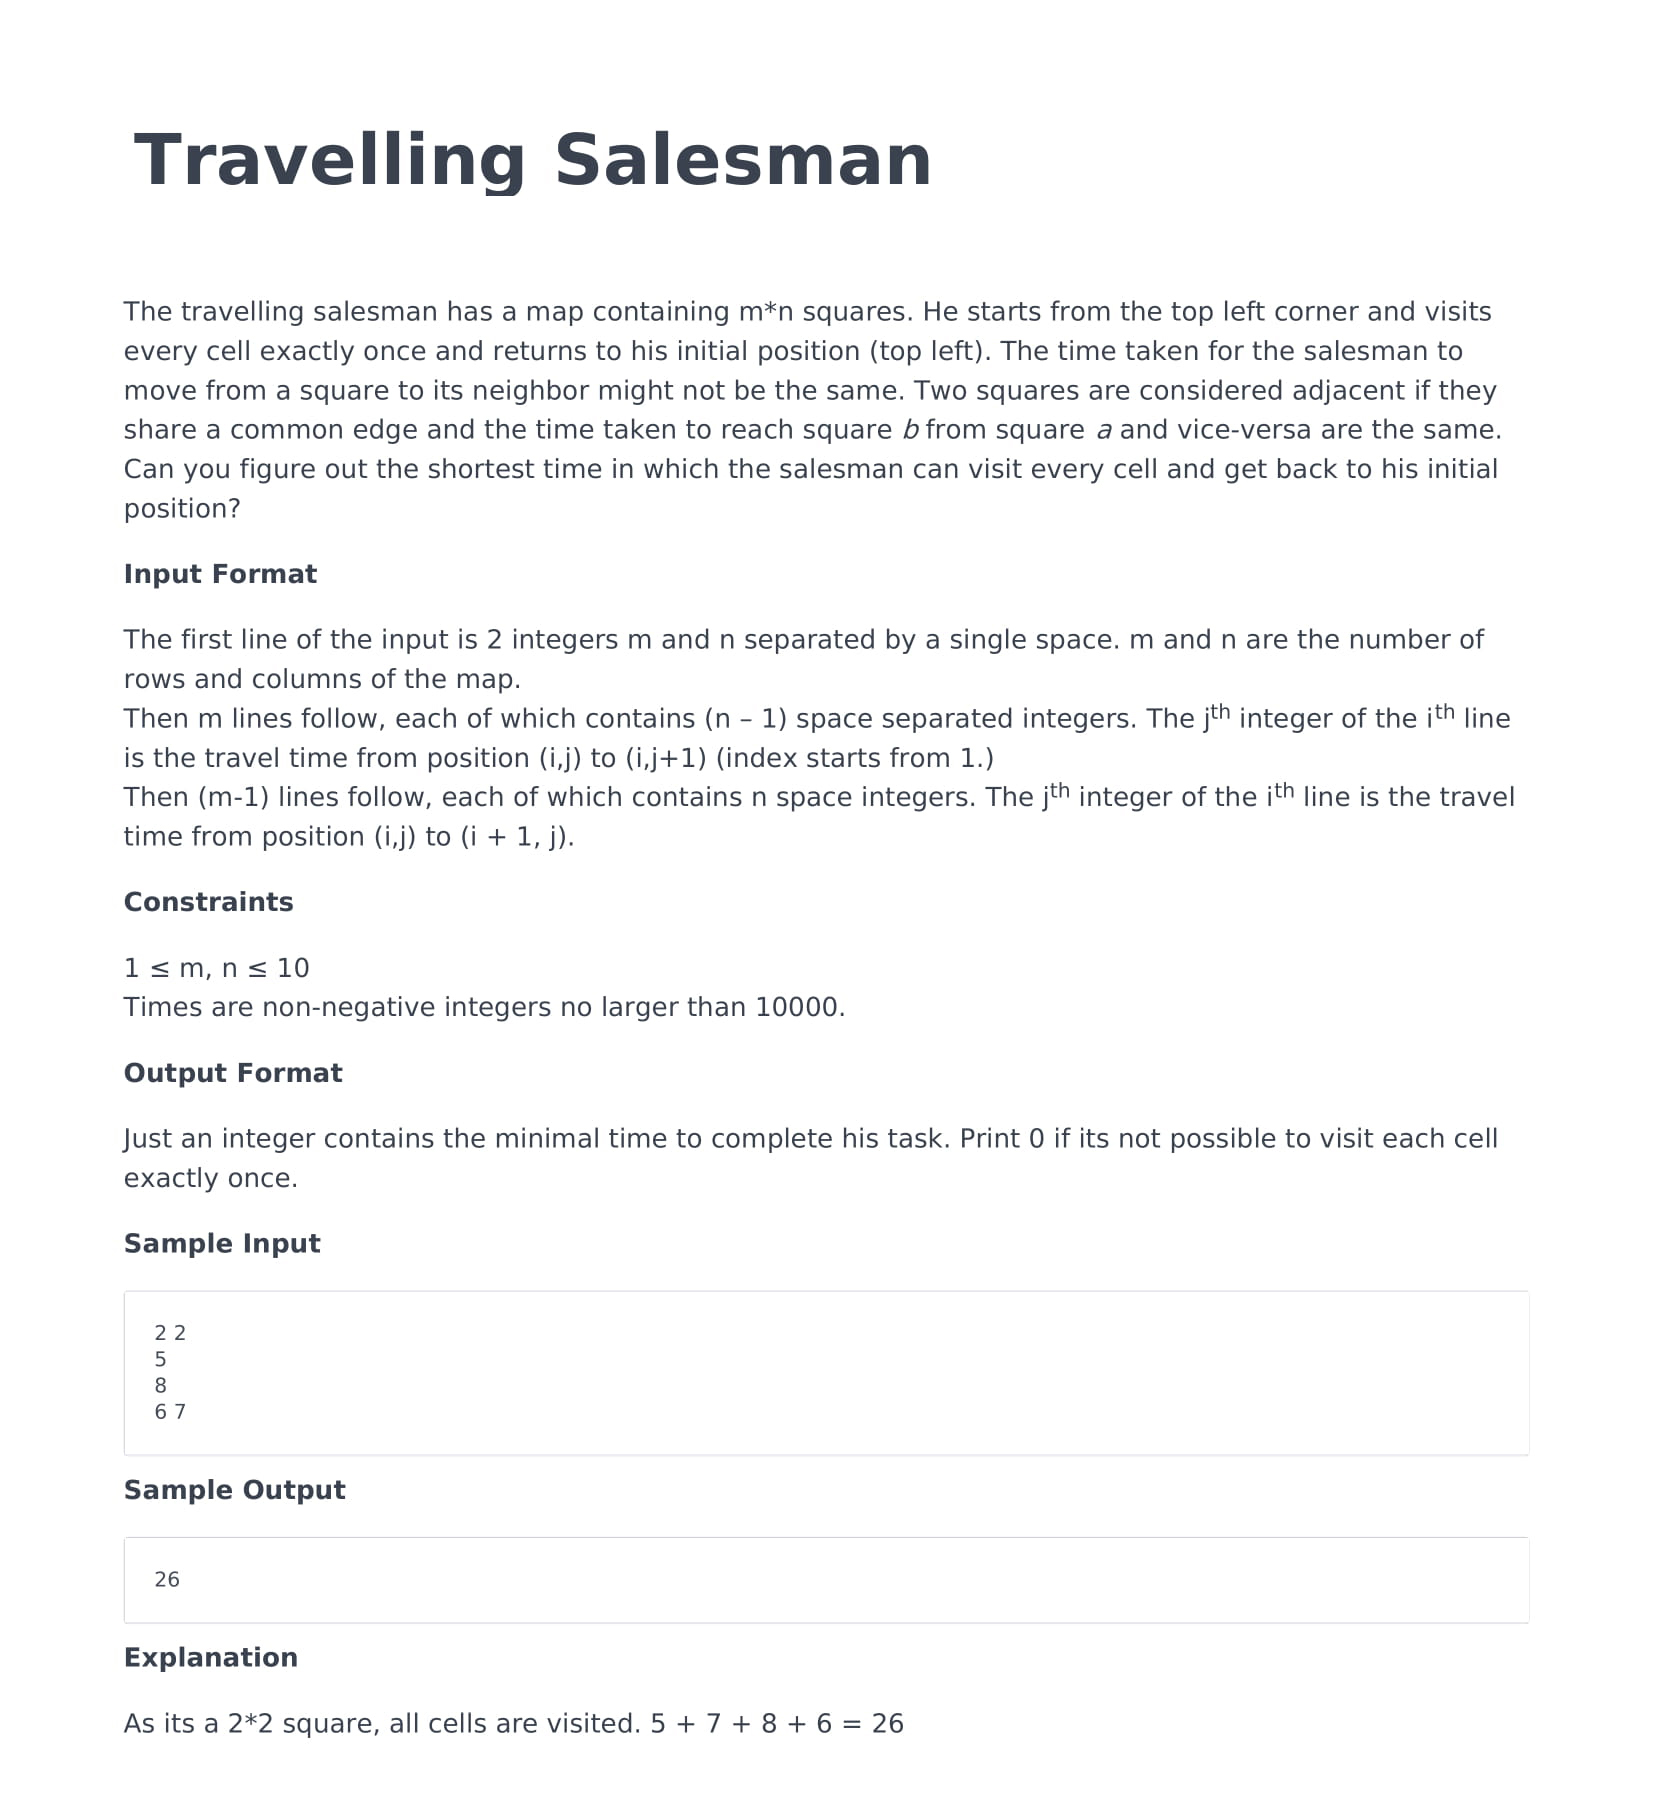 Travelling Salesman
The travelling salesman has a map containing m*n squares. He starts from the top left corner and visits
every cell exactly once and returns to his initial position (top left). The time taken for the salesman to
move from a square to its neighbor might not be the same. Two squares are considered adjacent if they
share a common edge and the time taken to reach square b from square a and vice-versa are the same.
Can you figure out the shortest time in which the salesman can visit every cell and get back to his initial
position?
Input Format
The first line of the input is 2 integers m and n separated by a single space. m and n are the number of
rows and columns of the map.
Then m lines follow, each of which contains (n – 1) space separated integers. The jth integer of the ith line
is the travel time from position (i,j) to (i,j+1) (index starts from 1.)
Then (m-1) lines follow, each of which contains n space integers. The jth integer of the ith line is the travel
time from position (i,j) to (i + 1, j).
Constraints
1 ≤ m, n ≤ 10
Times are non-negative integers no larger than 10000.
Output Format
Just an integer contains the minimal time to complete his task. Print 0 if its not possible to visit each cell
exactly once.
Sample Input
2 2
5
8
6 7
Sample Output
26
Explanation
As its a 2*2 square, all cells are visited. 5 + 7 + 8 + 6 = 26